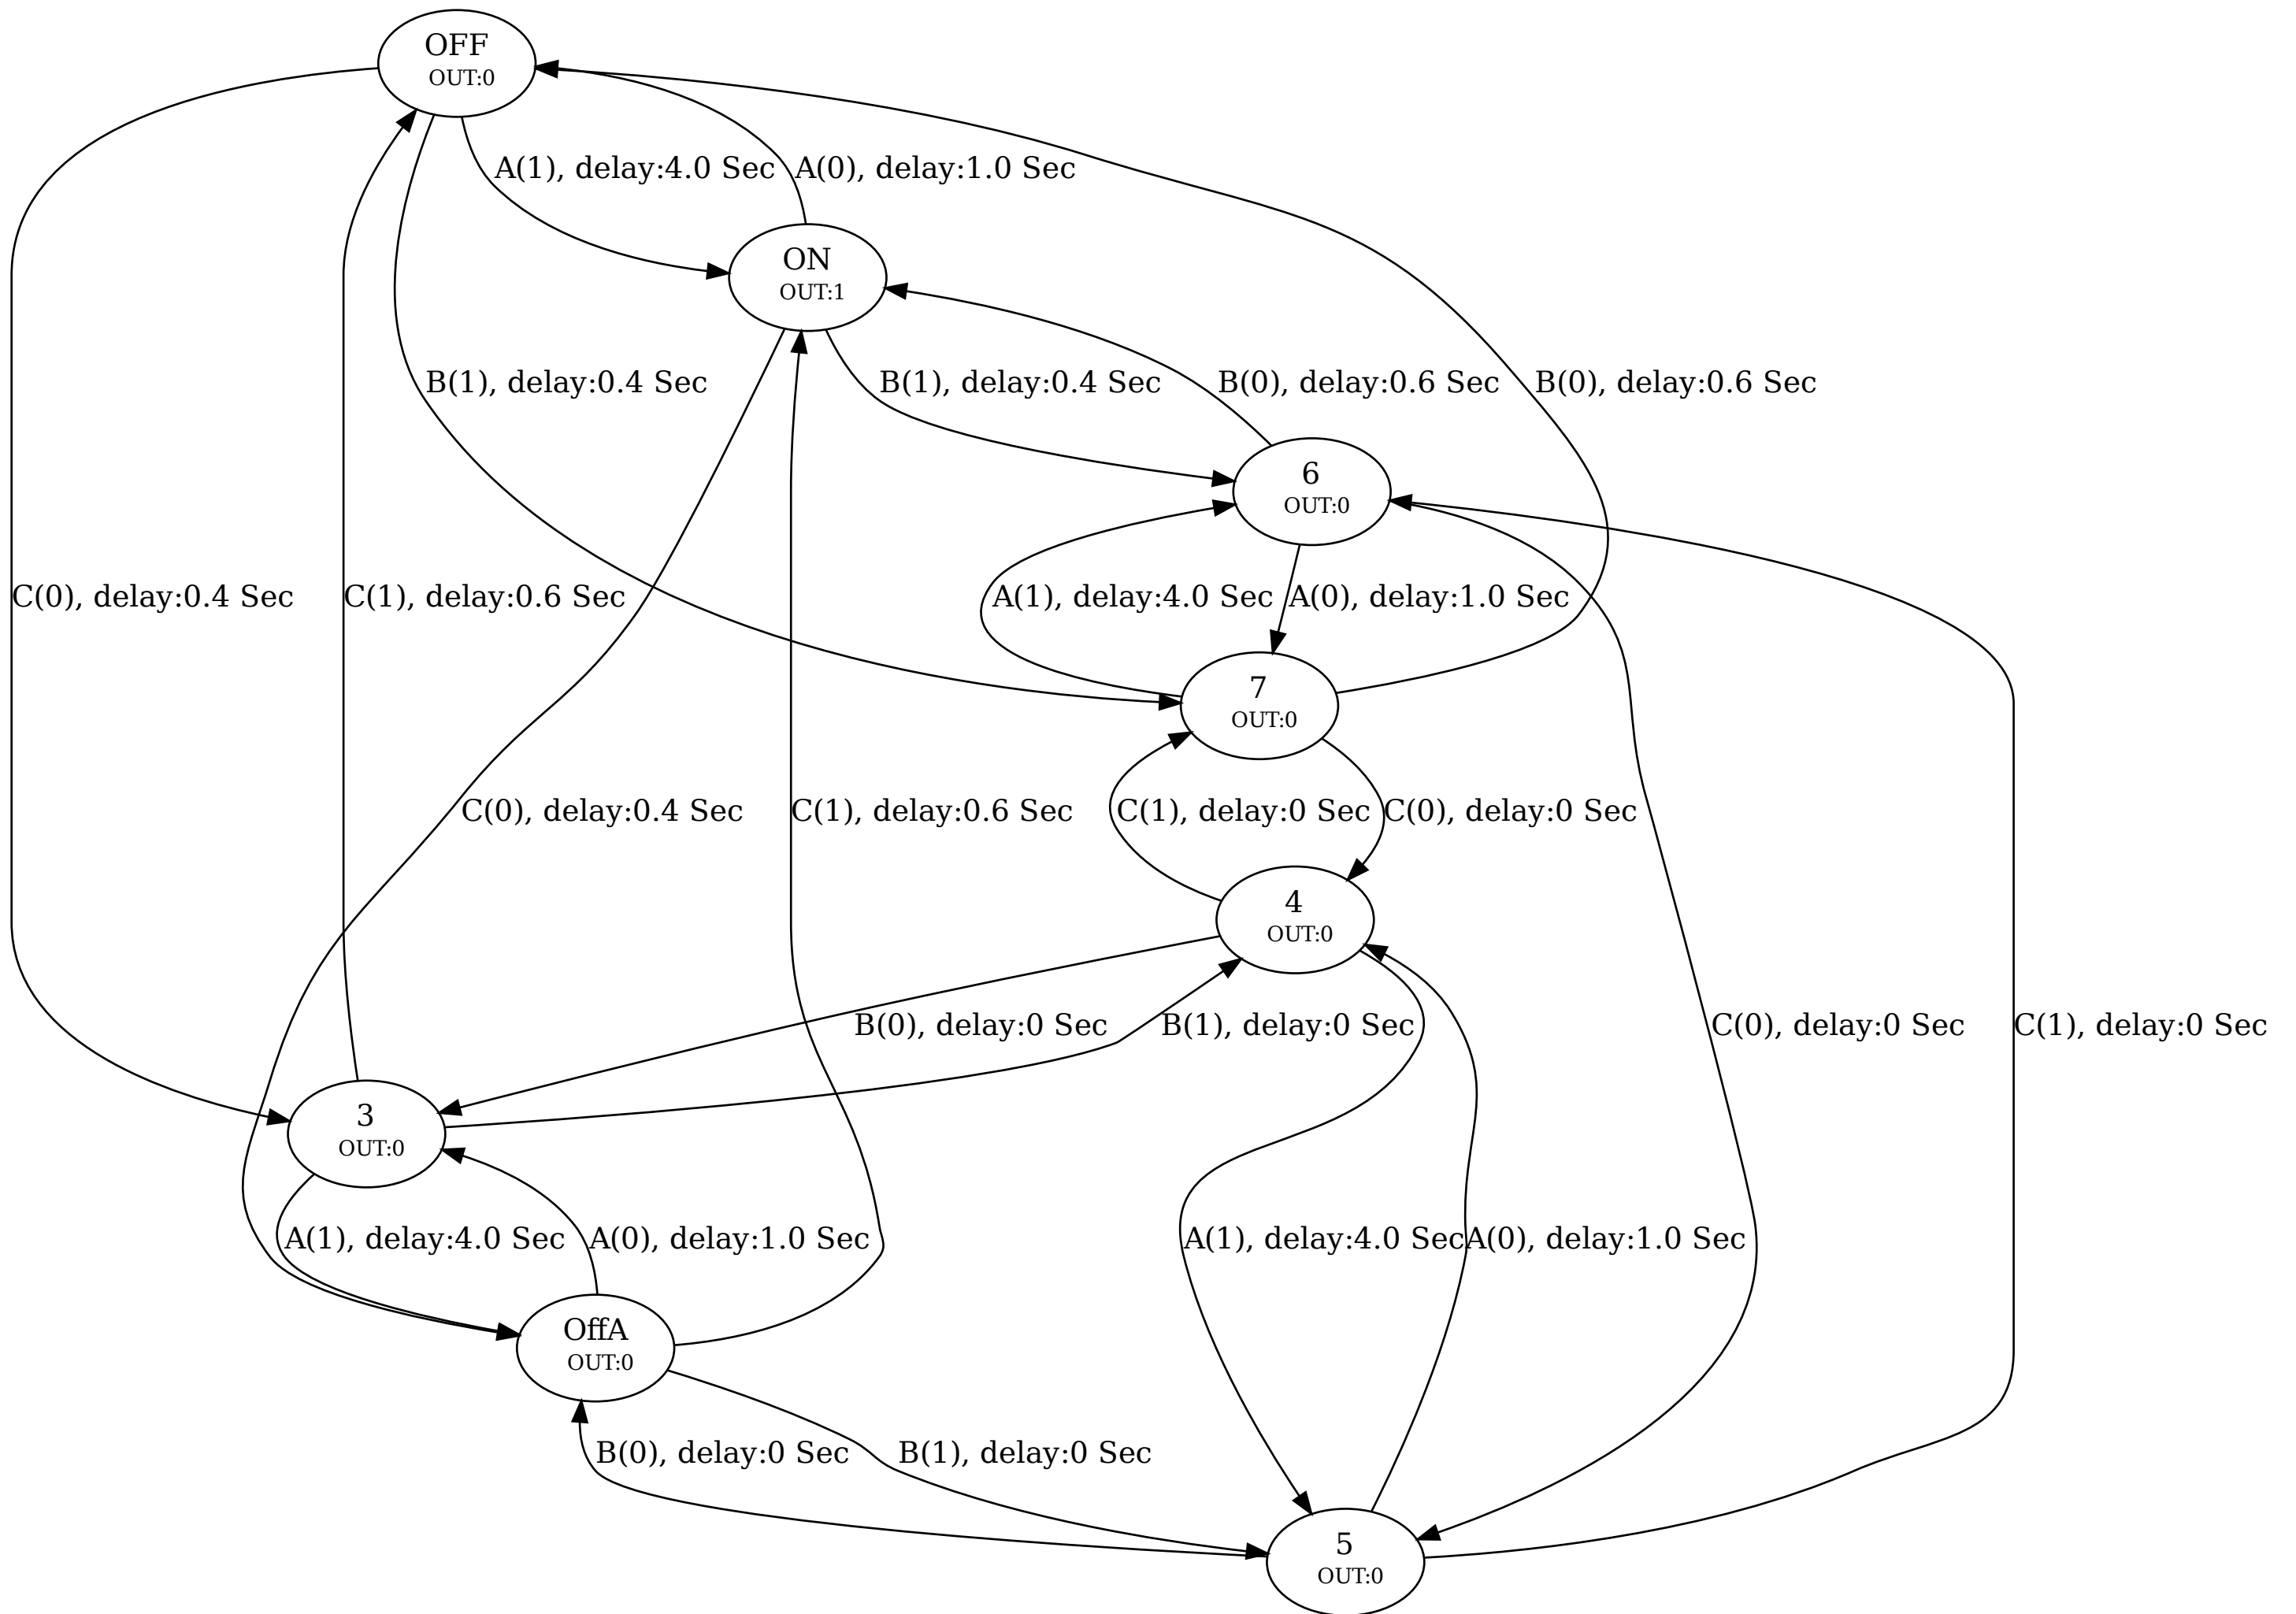 OFF
OUT:0
A(1), delay:4.0 Sec
A(0), delay:1.0 Sec
ON
OUT:1
B(1), delay:0.4 Sec
B(1), delay:0.4 Sec
B(0), delay:0.6 Sec
B(0), delay:0.6 Sec
6
OUT:0
C(0), delay:0.4 Sec
C(1), delay:0.6 Sec
A(1), delay:4.0 Sec
A(0), delay:1.0 Sec
7
OUT:0
C(0), delay:0.4 Sec
C(1), delay:0.6 Sec
C(1), delay:0 Sec
C(0), delay:0 Sec
4
OUT:0
B(0), delay:0 Sec
B(1), delay:0 Sec
C(0), delay:0 Sec
C(1), delay:0 Sec
3
OUT:0
A(1), delay:4.0 Sec
A(0), delay:1.0 Sec
A(1), delay:4.0 Sec
A(0), delay:1.0 Sec
OffA
OUT:0
B(0), delay:0 Sec
B(1), delay:0 Sec
5
OUT:0